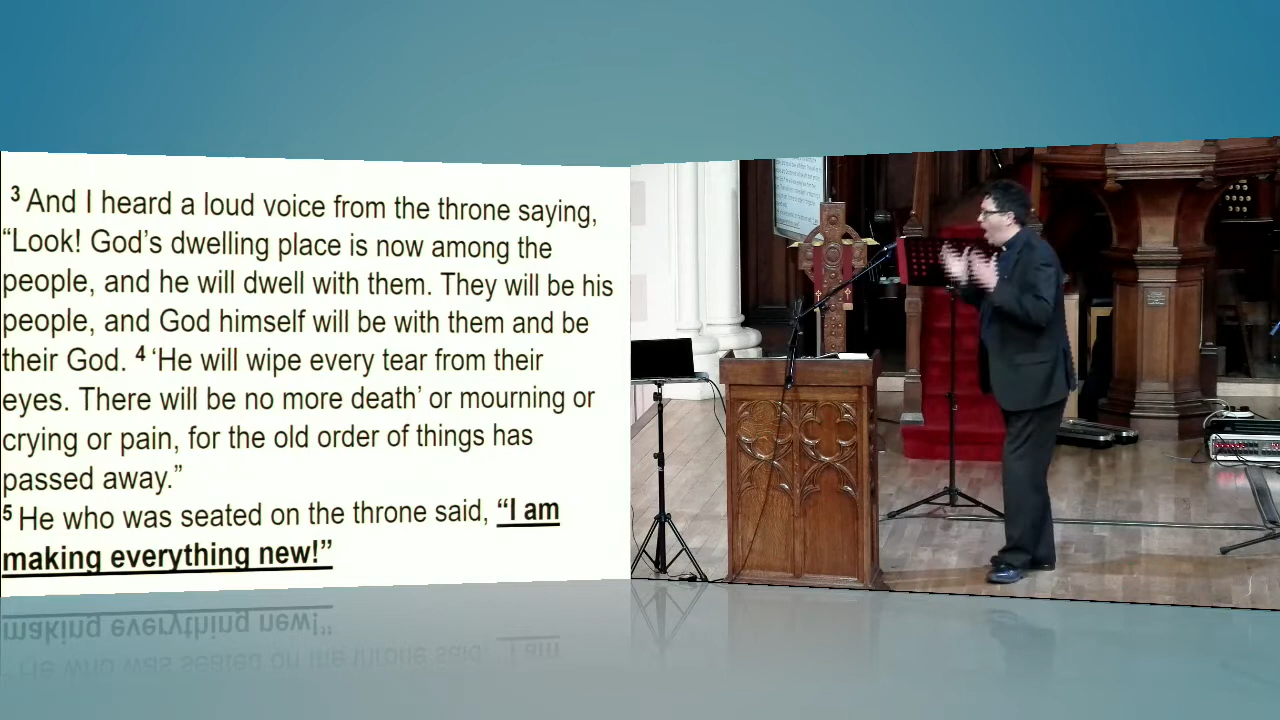 3 And I heard a loud voice from the throne saying,
“Look! God’s dwelling place is now among the
people, and he will dwell with them. They will be his
people, and God himself will be with them and be
their God. 4 ‘He will wipe every tear from their
eyes. There will be no more death’ or mourning or
crying or pain, for the old order of things has
passed away.”
5 He who was seated on the throne said, “I am
making everything new!”